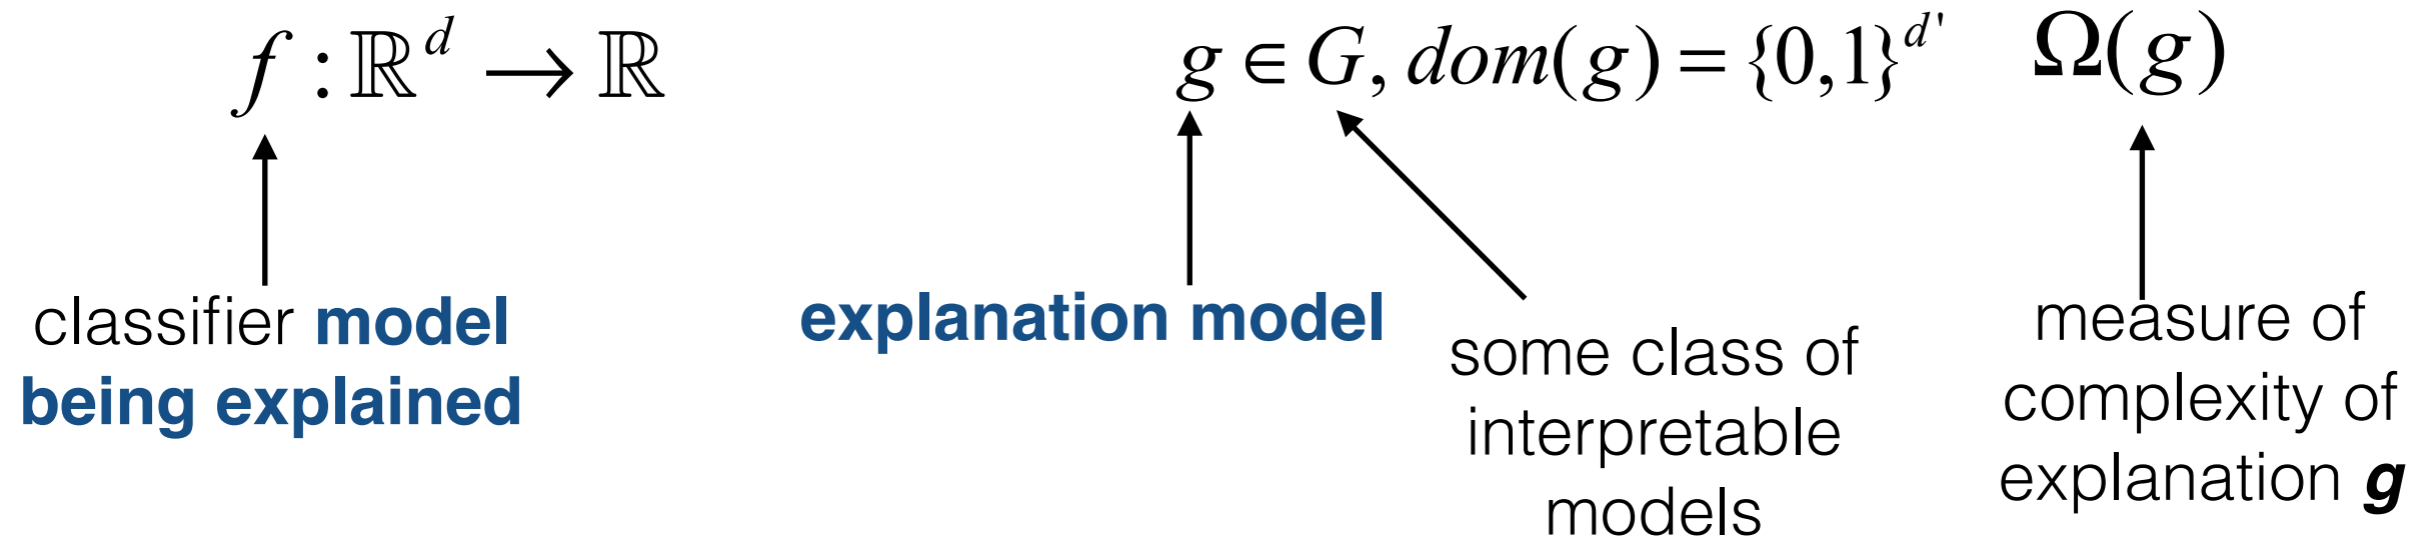 f : ℝ^d → ℝ
g ∈ G, dom(g) = {0,1}^d'
Ω(g)
classifier model
being explained
explanation model
some class of
interpretable
models
measure of
complexity of
explanation g